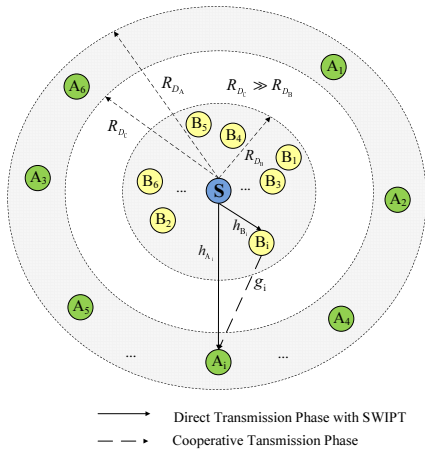 A₁
A₆
R_{D_A}
R_{D_C} ≫ R_{D_B}
R_{D_C}
B₅
B₄
R_{D_B}
B₁
A₃
B₆
...
S
...
B₃
A₂
B₂
h_{B_i}
B_i
h_{A_i}
g_i
A₅
A₄
...
A_i
...
Direct Transmission Phase with SWIPT
Cooperative Tansmission Phase